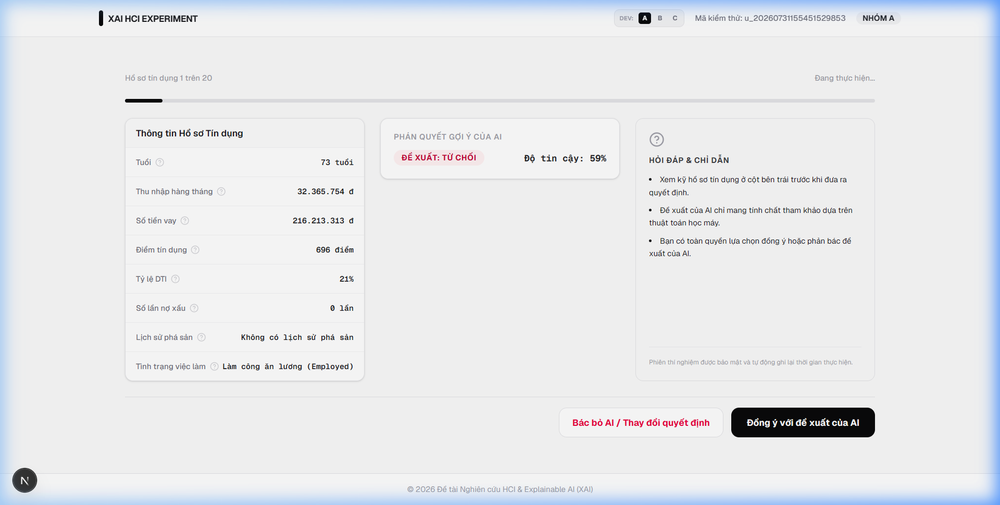 XAI HCI EXPERIMENT
DEV: A B C
Mã kiểm thử: u_20260731155451529853
NHÓM A
Hồ sơ tín dụng 1 trên 20
Đang thực hiện...
Thông tin Hồ sơ Tín dụng
Tuổi ? 73 tuổi
Thu nhập hàng tháng ? 32.365.754 đ
Số tiền vay ? 216.213.313 đ
Điểm tín dụng ? 696 điểm
Tỷ lệ DTI ? 21%
Số lần nợ xấu ? 0 lần
Lịch sử phá sản ? Không có lịch sử phá sản
Tình trạng việc làm ? Làm công ăn lương (Employed)
PHÁN QUYẾT GỢI Ý CỦA AI
ĐỀ XUẤT: TỪ CHỐI
Độ tin cậy: 59%
?
HỎI ĐÁP & CHỈ DẪN
• Xem kỹ hồ sơ tín dụng ở cột bên trái trước khi đưa ra
quyết định.
• Đề xuất của AI chỉ mang tính chất tham khảo dựa trên
thuật toán học máy.
• Bạn có toàn quyền lựa chọn đồng ý hoặc phản bác đề
xuất của AI.
Phiên thí nghiệm được bảo mật và tự động ghi lại thời gian thực hiện.
Bác bỏ AI / Thay đổi quyết định
Đồng ý với đề xuất của AI
N
© 2026 Đề tài Nghiên cứu HCI & Explainable AI (XAI)